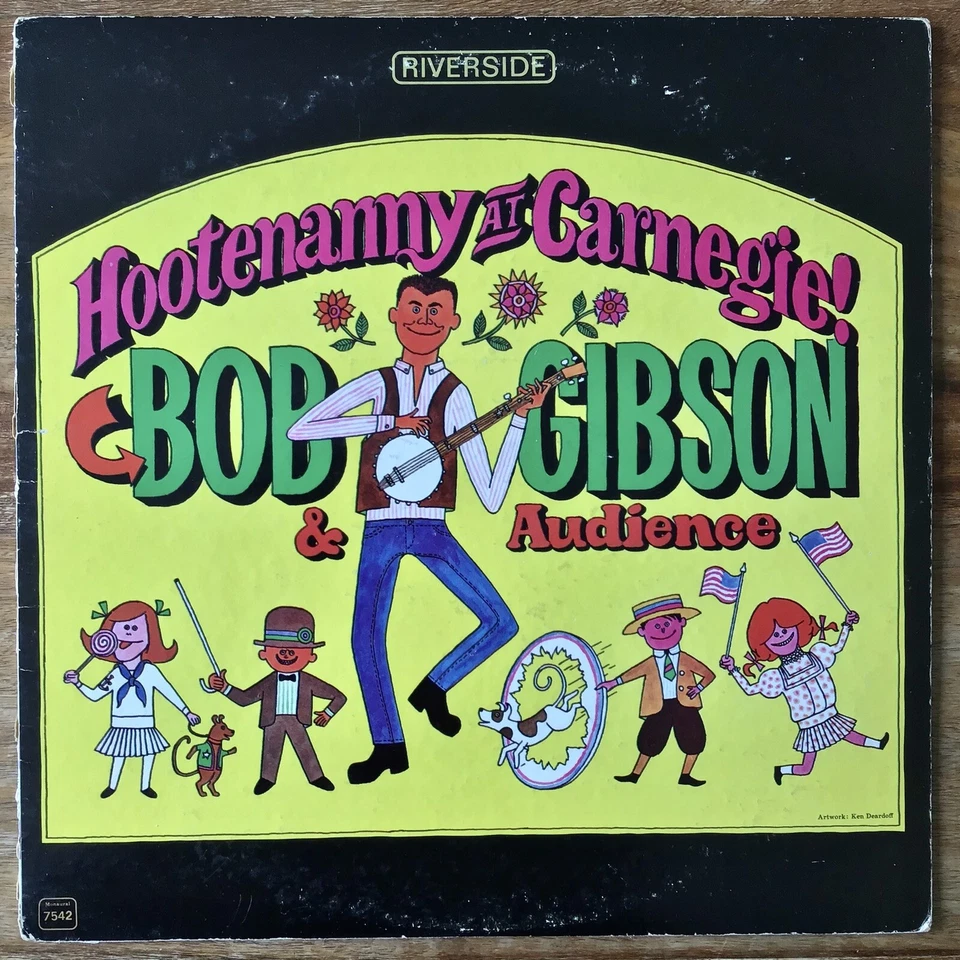 RIVERSIDE
Hootenanny AT Carnegie!
BOB GIBSON
& Audience
Artwork: Ken Deardoff
Monaural
7542